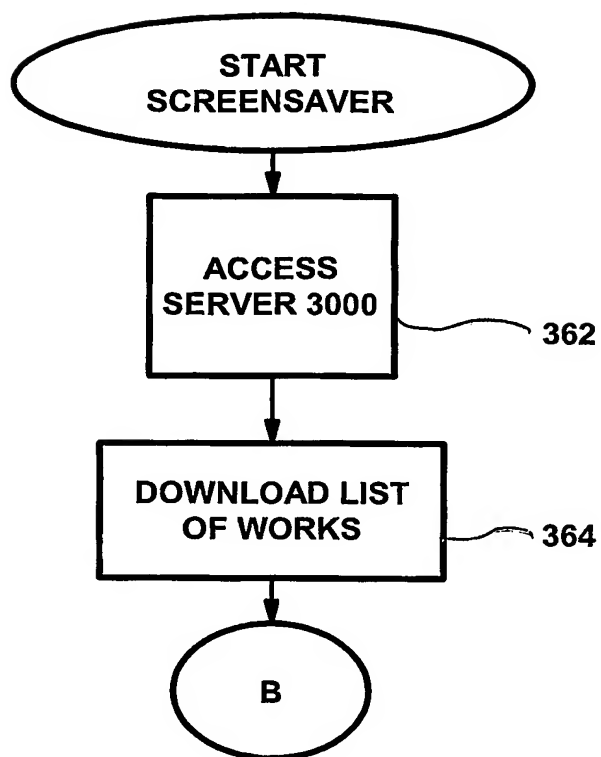 START
SCREENSAVER
ACCESS
SERVER 3000
362
DOWNLOAD LIST
OF WORKS
364
B